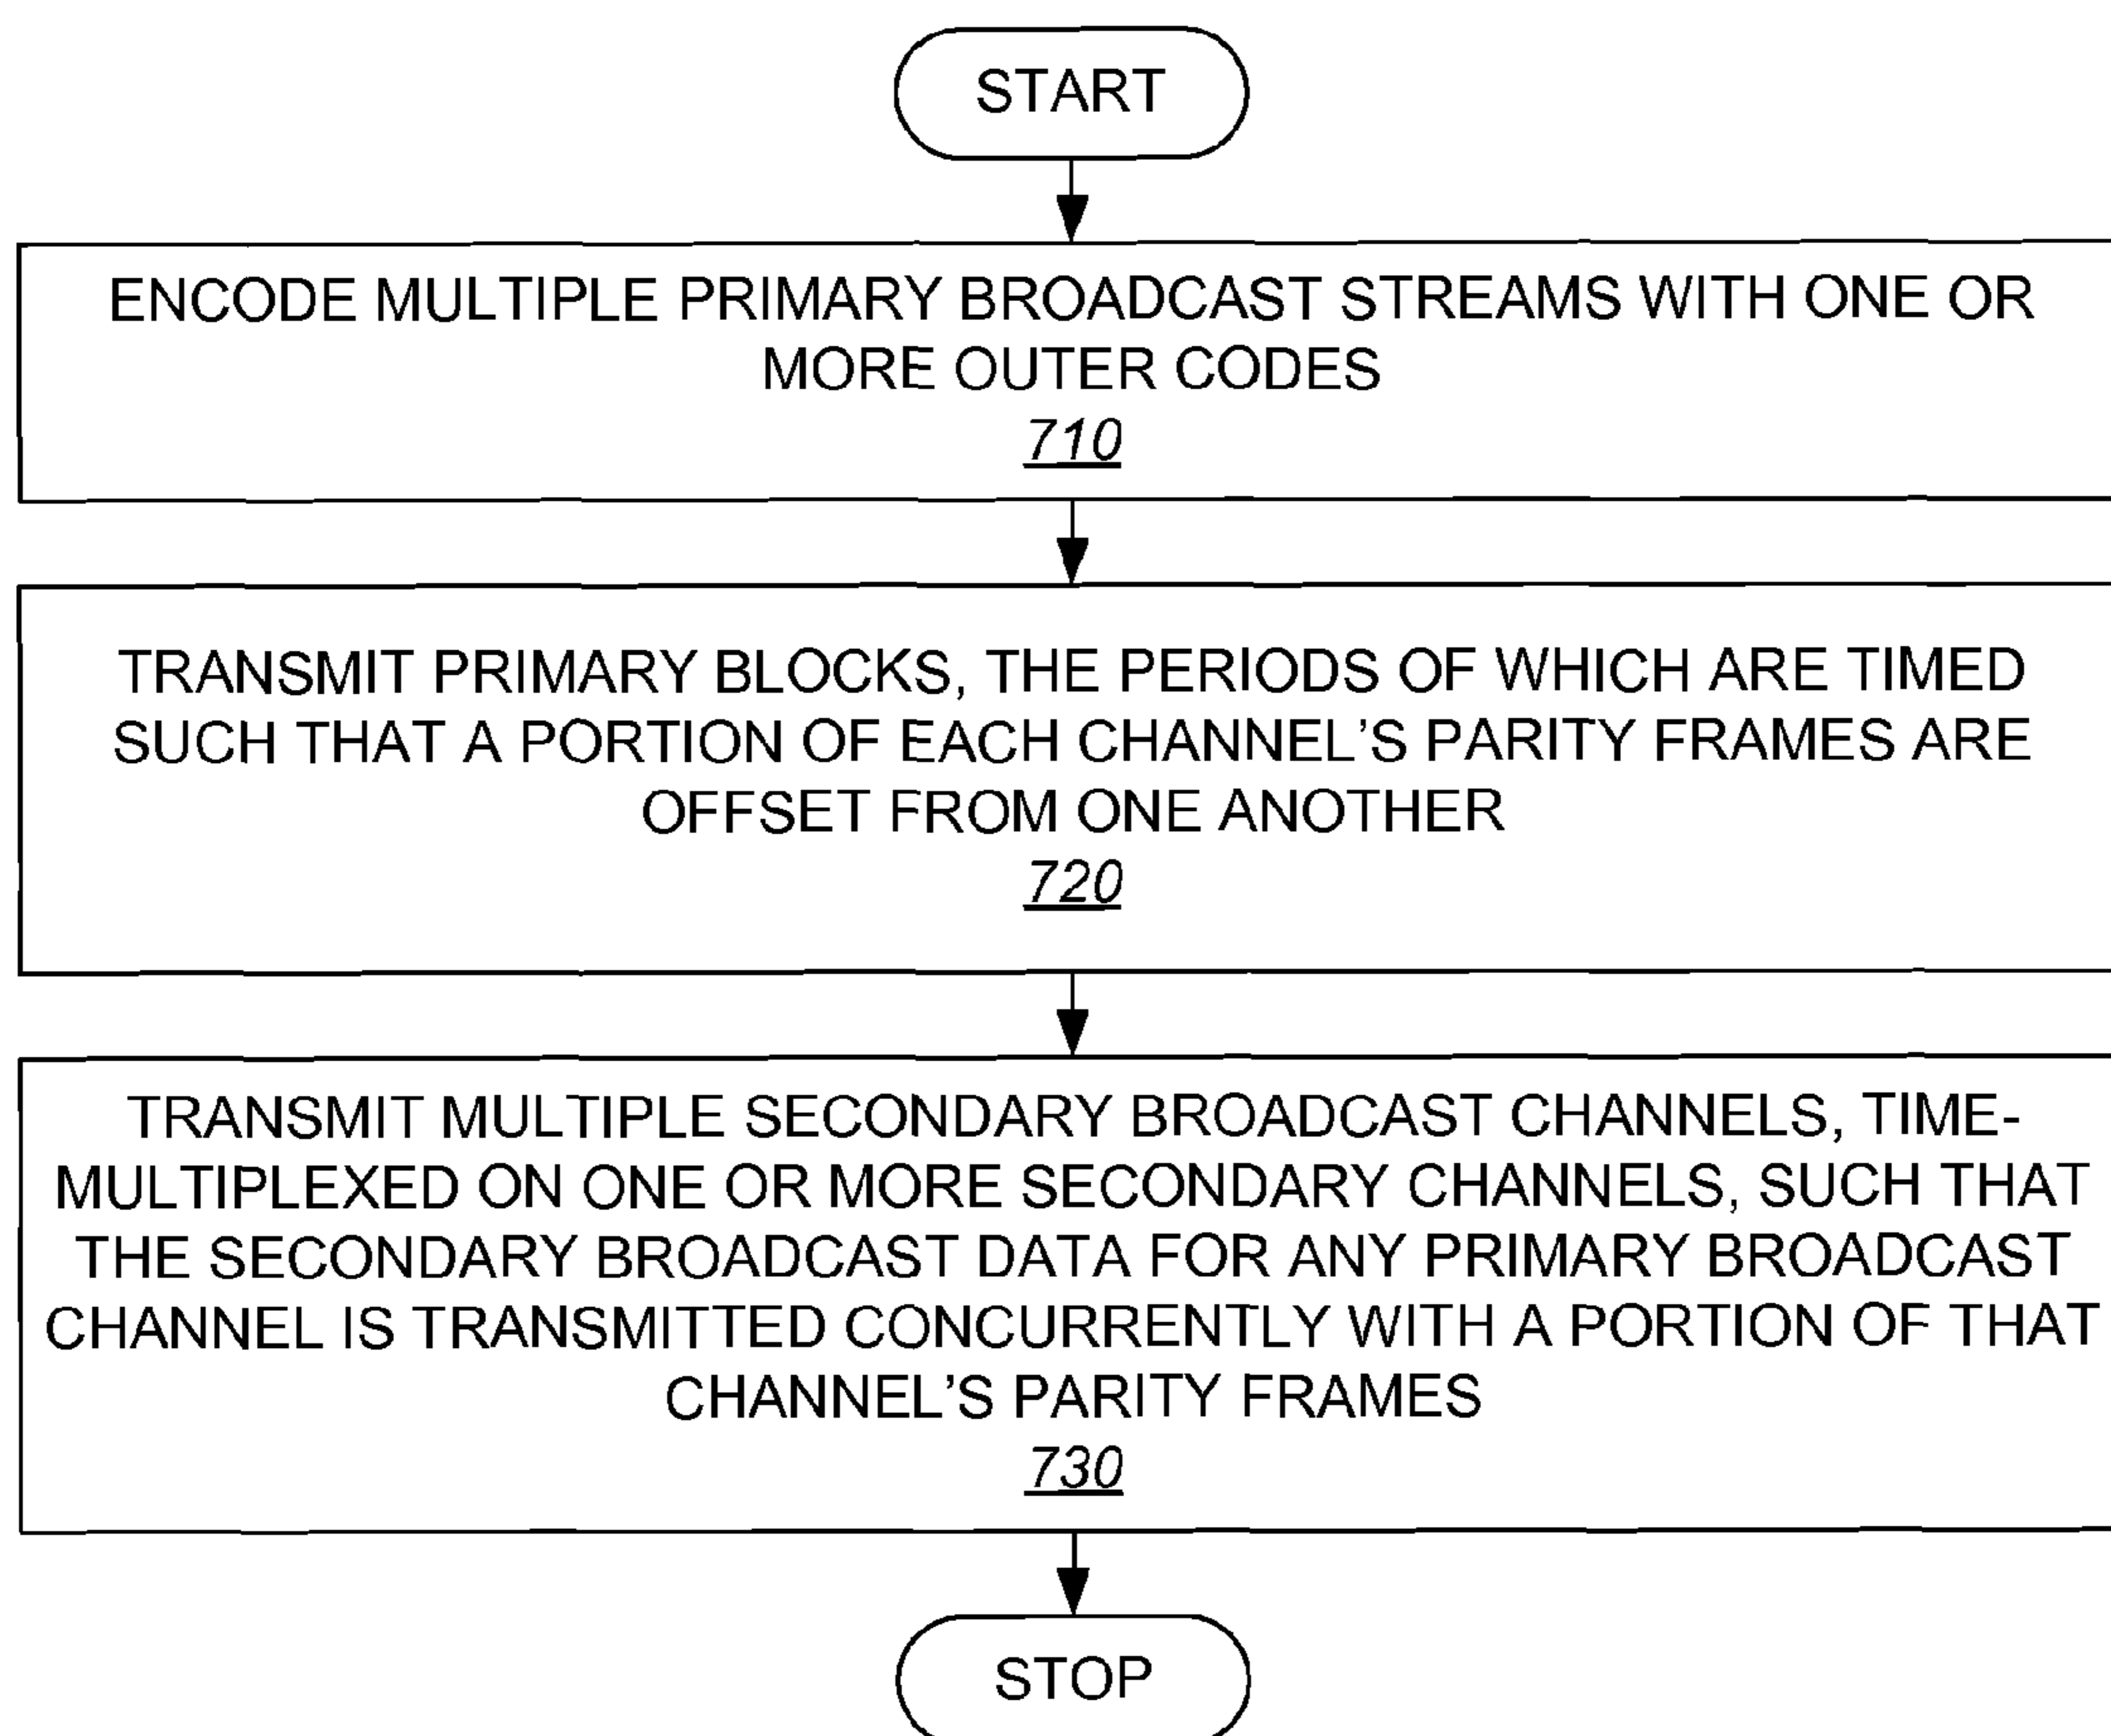 START
ENCODE MULTIPLE PRIMARY BROADCAST STREAMS WITH ONE OR
MORE OUTER CODES
710
TRANSMIT PRIMARY BLOCKS, THE PERIODS OF WHICH ARE TIMED
SUCH THAT A PORTION OF EACH CHANNEL'S PARITY FRAMES ARE
OFFSET FROM ONE ANOTHER
720
TRANSMIT MULTIPLE SECONDARY BROADCAST CHANNELS, TIME-
MULTIPLEXED ON ONE OR MORE SECONDARY CHANNELS, SUCH THAT
THE SECONDARY BROADCAST DATA FOR ANY PRIMARY BROADCAST
CHANNEL IS TRANSMITTED CONCURRENTLY WITH A PORTION OF THAT
CHANNEL'S PARITY FRAMES
730
STOP